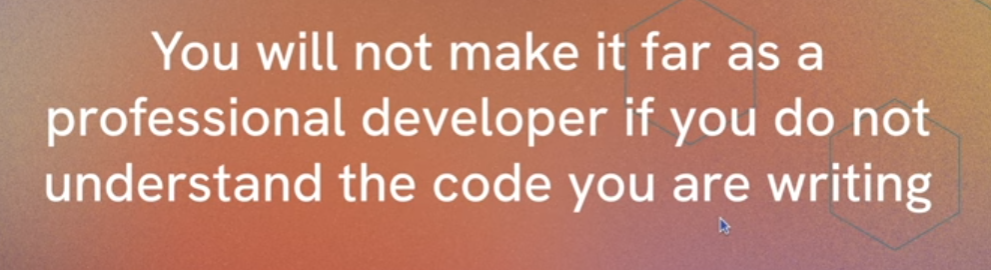 You will not make it far as a
professional developer if you do not
understand the code you are writing